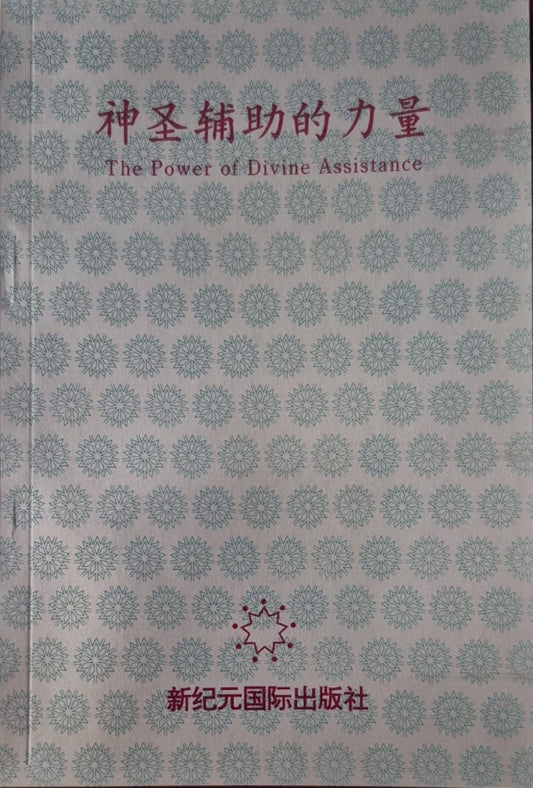 神圣辅助的力量
The Power of Divine Assistance
新纪元国际出版社